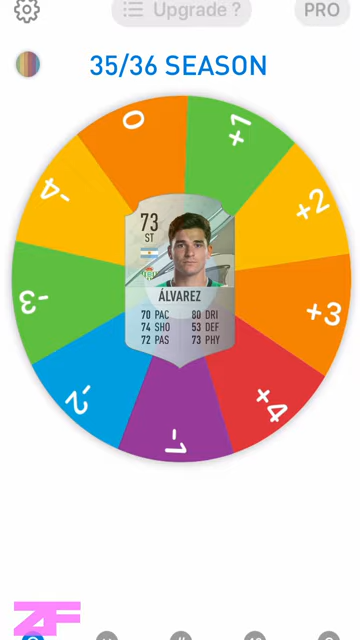 Upgrade ?
PRO
35/36 SEASON
0
+1
+2
+3
+4
-1
-2
-3
-4
73
ST
ÁLVAREZ
70 PAC 80 DRI
74 SHO 53 DEF
72 PAS 73 PHY
ZF